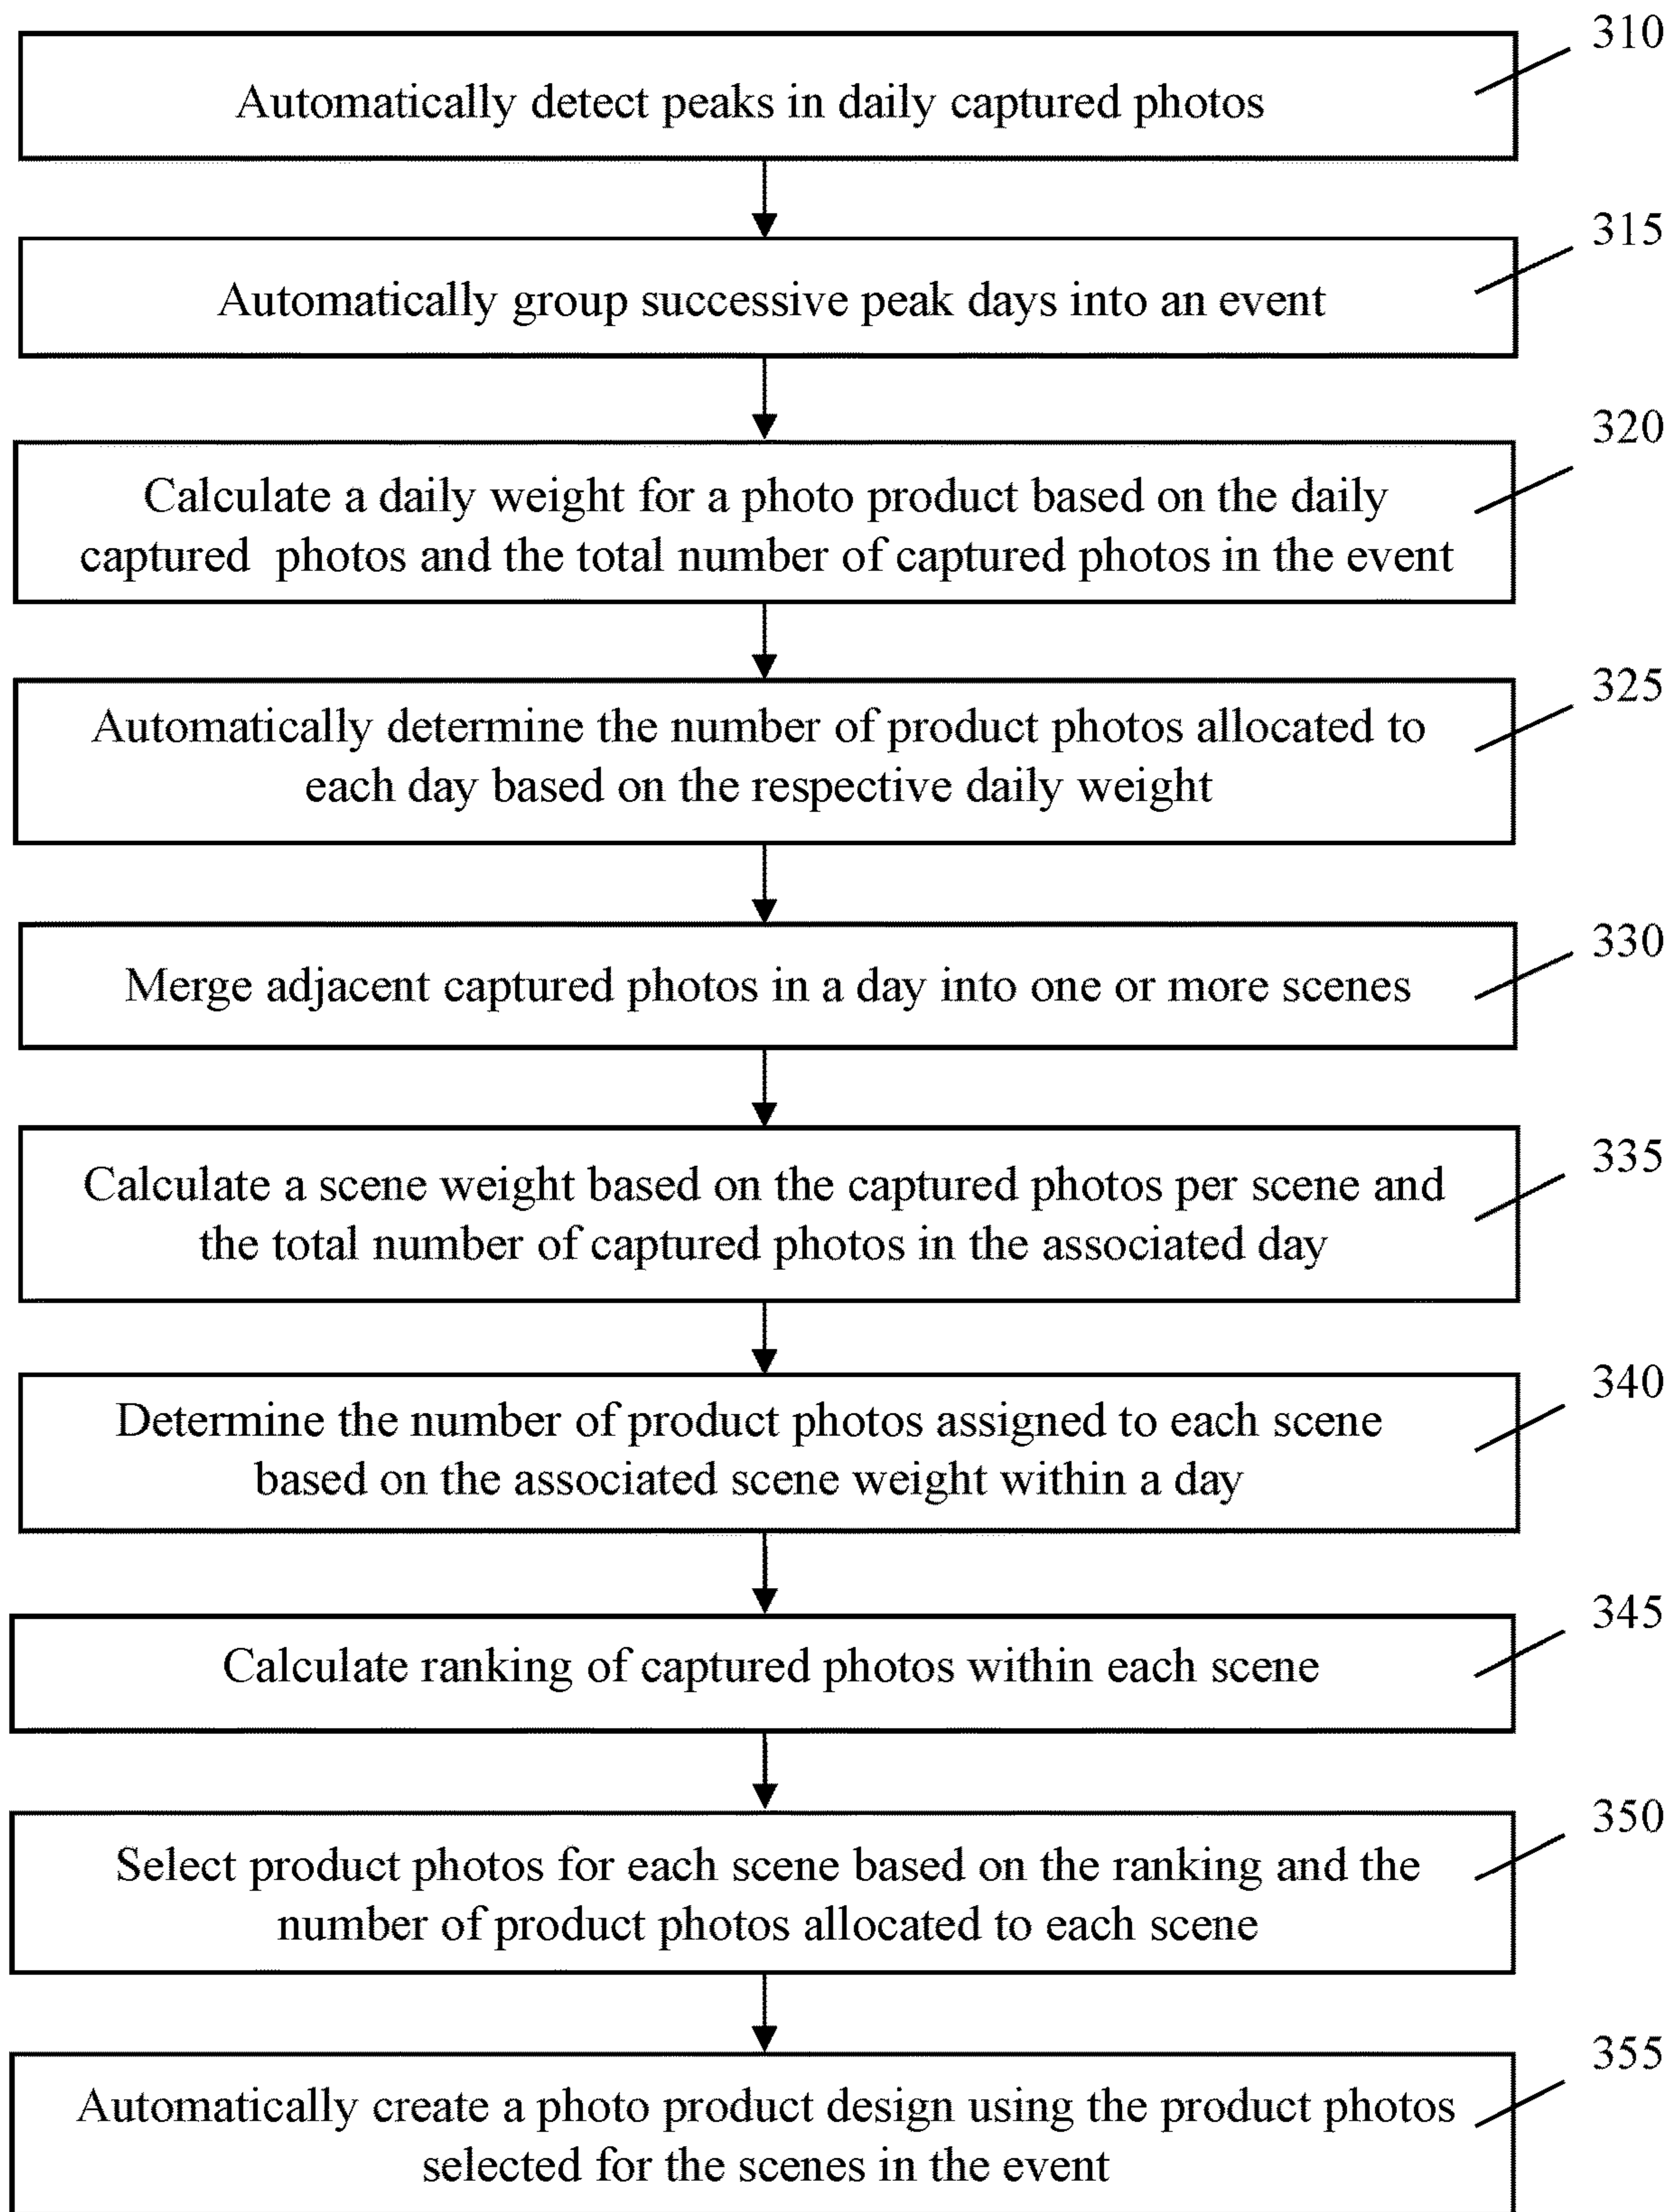 310
Automatically detect peaks in daily captured photos
315
Automatically group successive peak days into an event
320
Calculate a daily weight for a photo product based on the daily
captured photos and the total number of captured photos in the event
325
Automatically determine the number of product photos allocated to
each day based on the respective daily weight
330
Merge adjacent captured photos in a day into one or more scenes
335
Calculate a scene weight based on the captured photos per scene and
the total number of captured photos in the associated day
340
Determine the number of product photos assigned to each scene
based on the associated scene weight within a day
345
Calculate ranking of captured photos within each scene
350
Select product photos for each scene based on the ranking and the
number of product photos allocated to each scene
355
Automatically create a photo product design using the product photos
selected for the scenes in the event